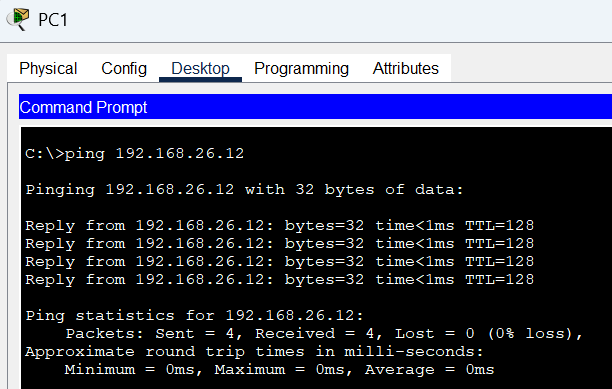 PC1
Physical Config Desktop Programming Attributes
Command Prompt
C:\>ping 192.168.26.12
Pinging 192.168.26.12 with 32 bytes of data:
Reply from 192.168.26.12: bytes=32 time<1ms TTL=128
Reply from 192.168.26.12: bytes=32 time<1ms TTL=128
Reply from 192.168.26.12: bytes=32 time<1ms TTL=128
Reply from 192.168.26.12: bytes=32 time<1ms TTL=128
Ping statistics for 192.168.26.12:
Packets: Sent = 4, Received = 4, Lost = 0 (0% loss),
Approximate round trip times in milli-seconds:
Minimum = 0ms, Maximum = 0ms, Average = 0ms